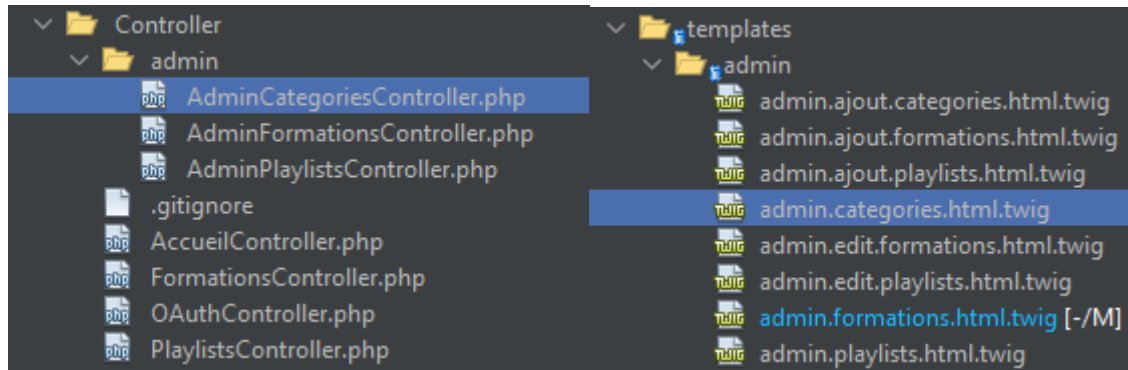 Controller
admin
AdminCategoriesController.php
AdminFormationsController.php
AdminPlaylistsController.php
.gitignore
AccueilController.php
FormationsController.php
OAuthController.php
PlaylistsController.php
templates
admin
admin.ajout.categories.html.twig
admin.ajout.formations.html.twig
admin.ajout.playlists.html.twig
admin.categories.html.twig
admin.edit.formations.html.twig
admin.edit.playlists.html.twig
admin.formations.html.twig [-/M]
admin.playlists.html.twig